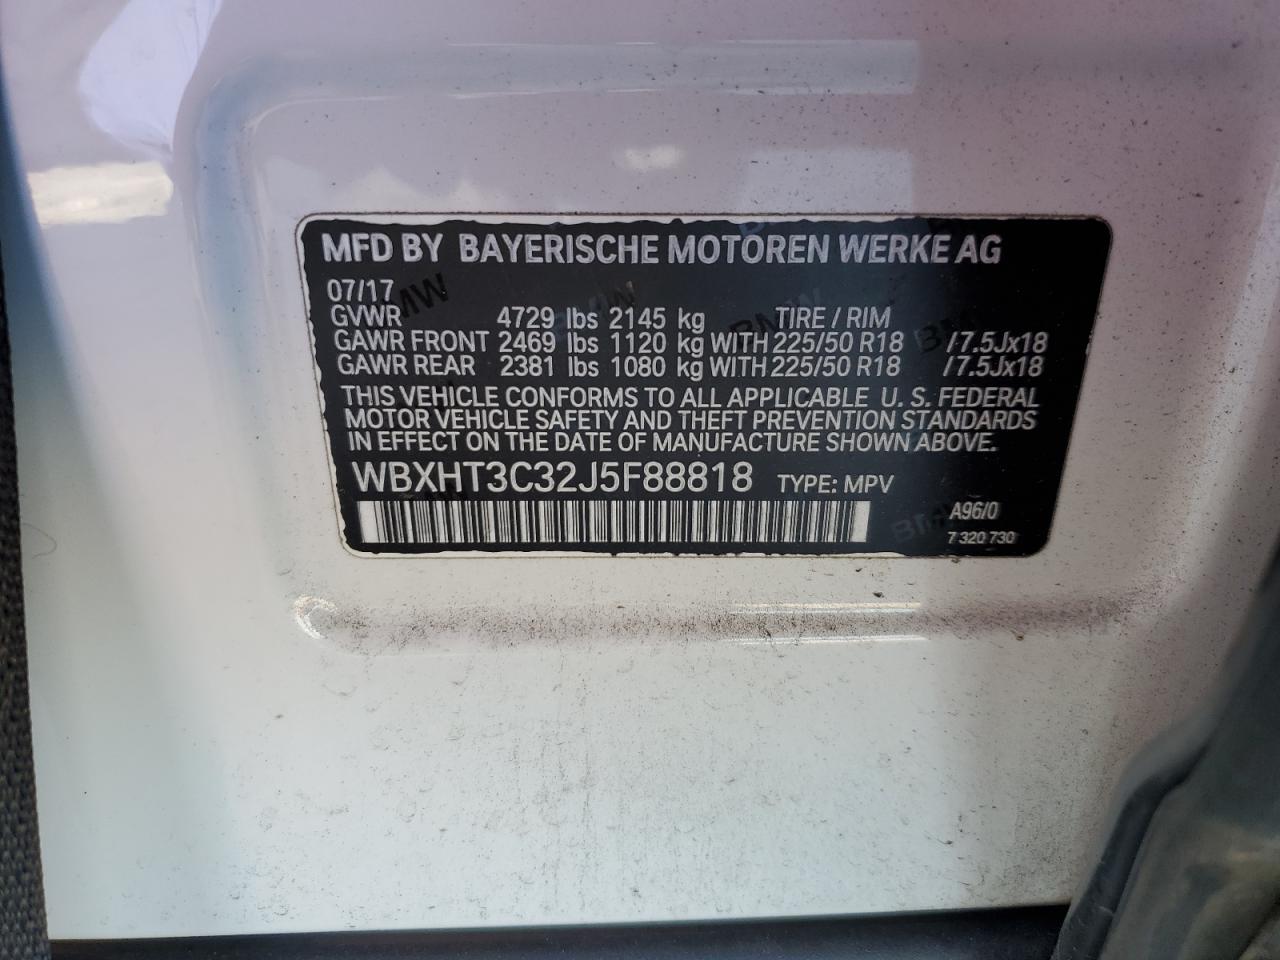 MFD BY BAYERISCHE MOTOREN WERKE AG
07/17
GVWR 4729 lbs 2145 kg TIRE / RIM
GAWR FRONT 2469 lbs 1120 kg WITH 225/50 R18 /7.5Jx18
GAWR REAR 2381 lbs 1080 kg WITH 225/50 R18 /7.5Jx18
THIS VEHICLE CONFORMS TO ALL APPLICABLE U. S. FEDERAL
MOTOR VEHICLE SAFETY AND THEFT PREVENTION STANDARDS
IN EFFECT ON THE DATE OF MANUFACTURE SHOWN ABOVE.
WBXHT3C32J5F88818 TYPE: MPV
A96/0
7 320 730